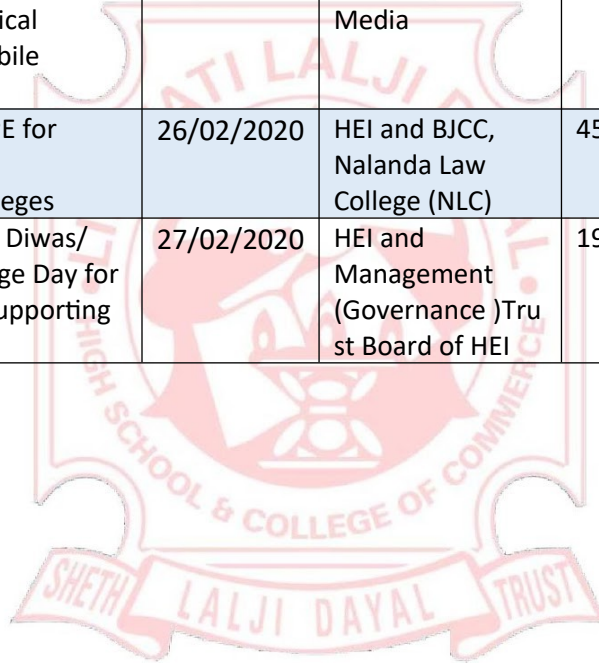 ical
bile
Media
E for
eges
26/02/2020
HEI and BJCC,
Nalanda Law
College (NLC)
45
Diwas/
ge Day for
upporting
27/02/2020
HEI and
Management
(Governance )Tru
st Board of HEI
19
ATI LALJI D
HIGH SCHOOL & COLLEGE OF COMMERCE
SHETH LALJI DAYAL TRUST